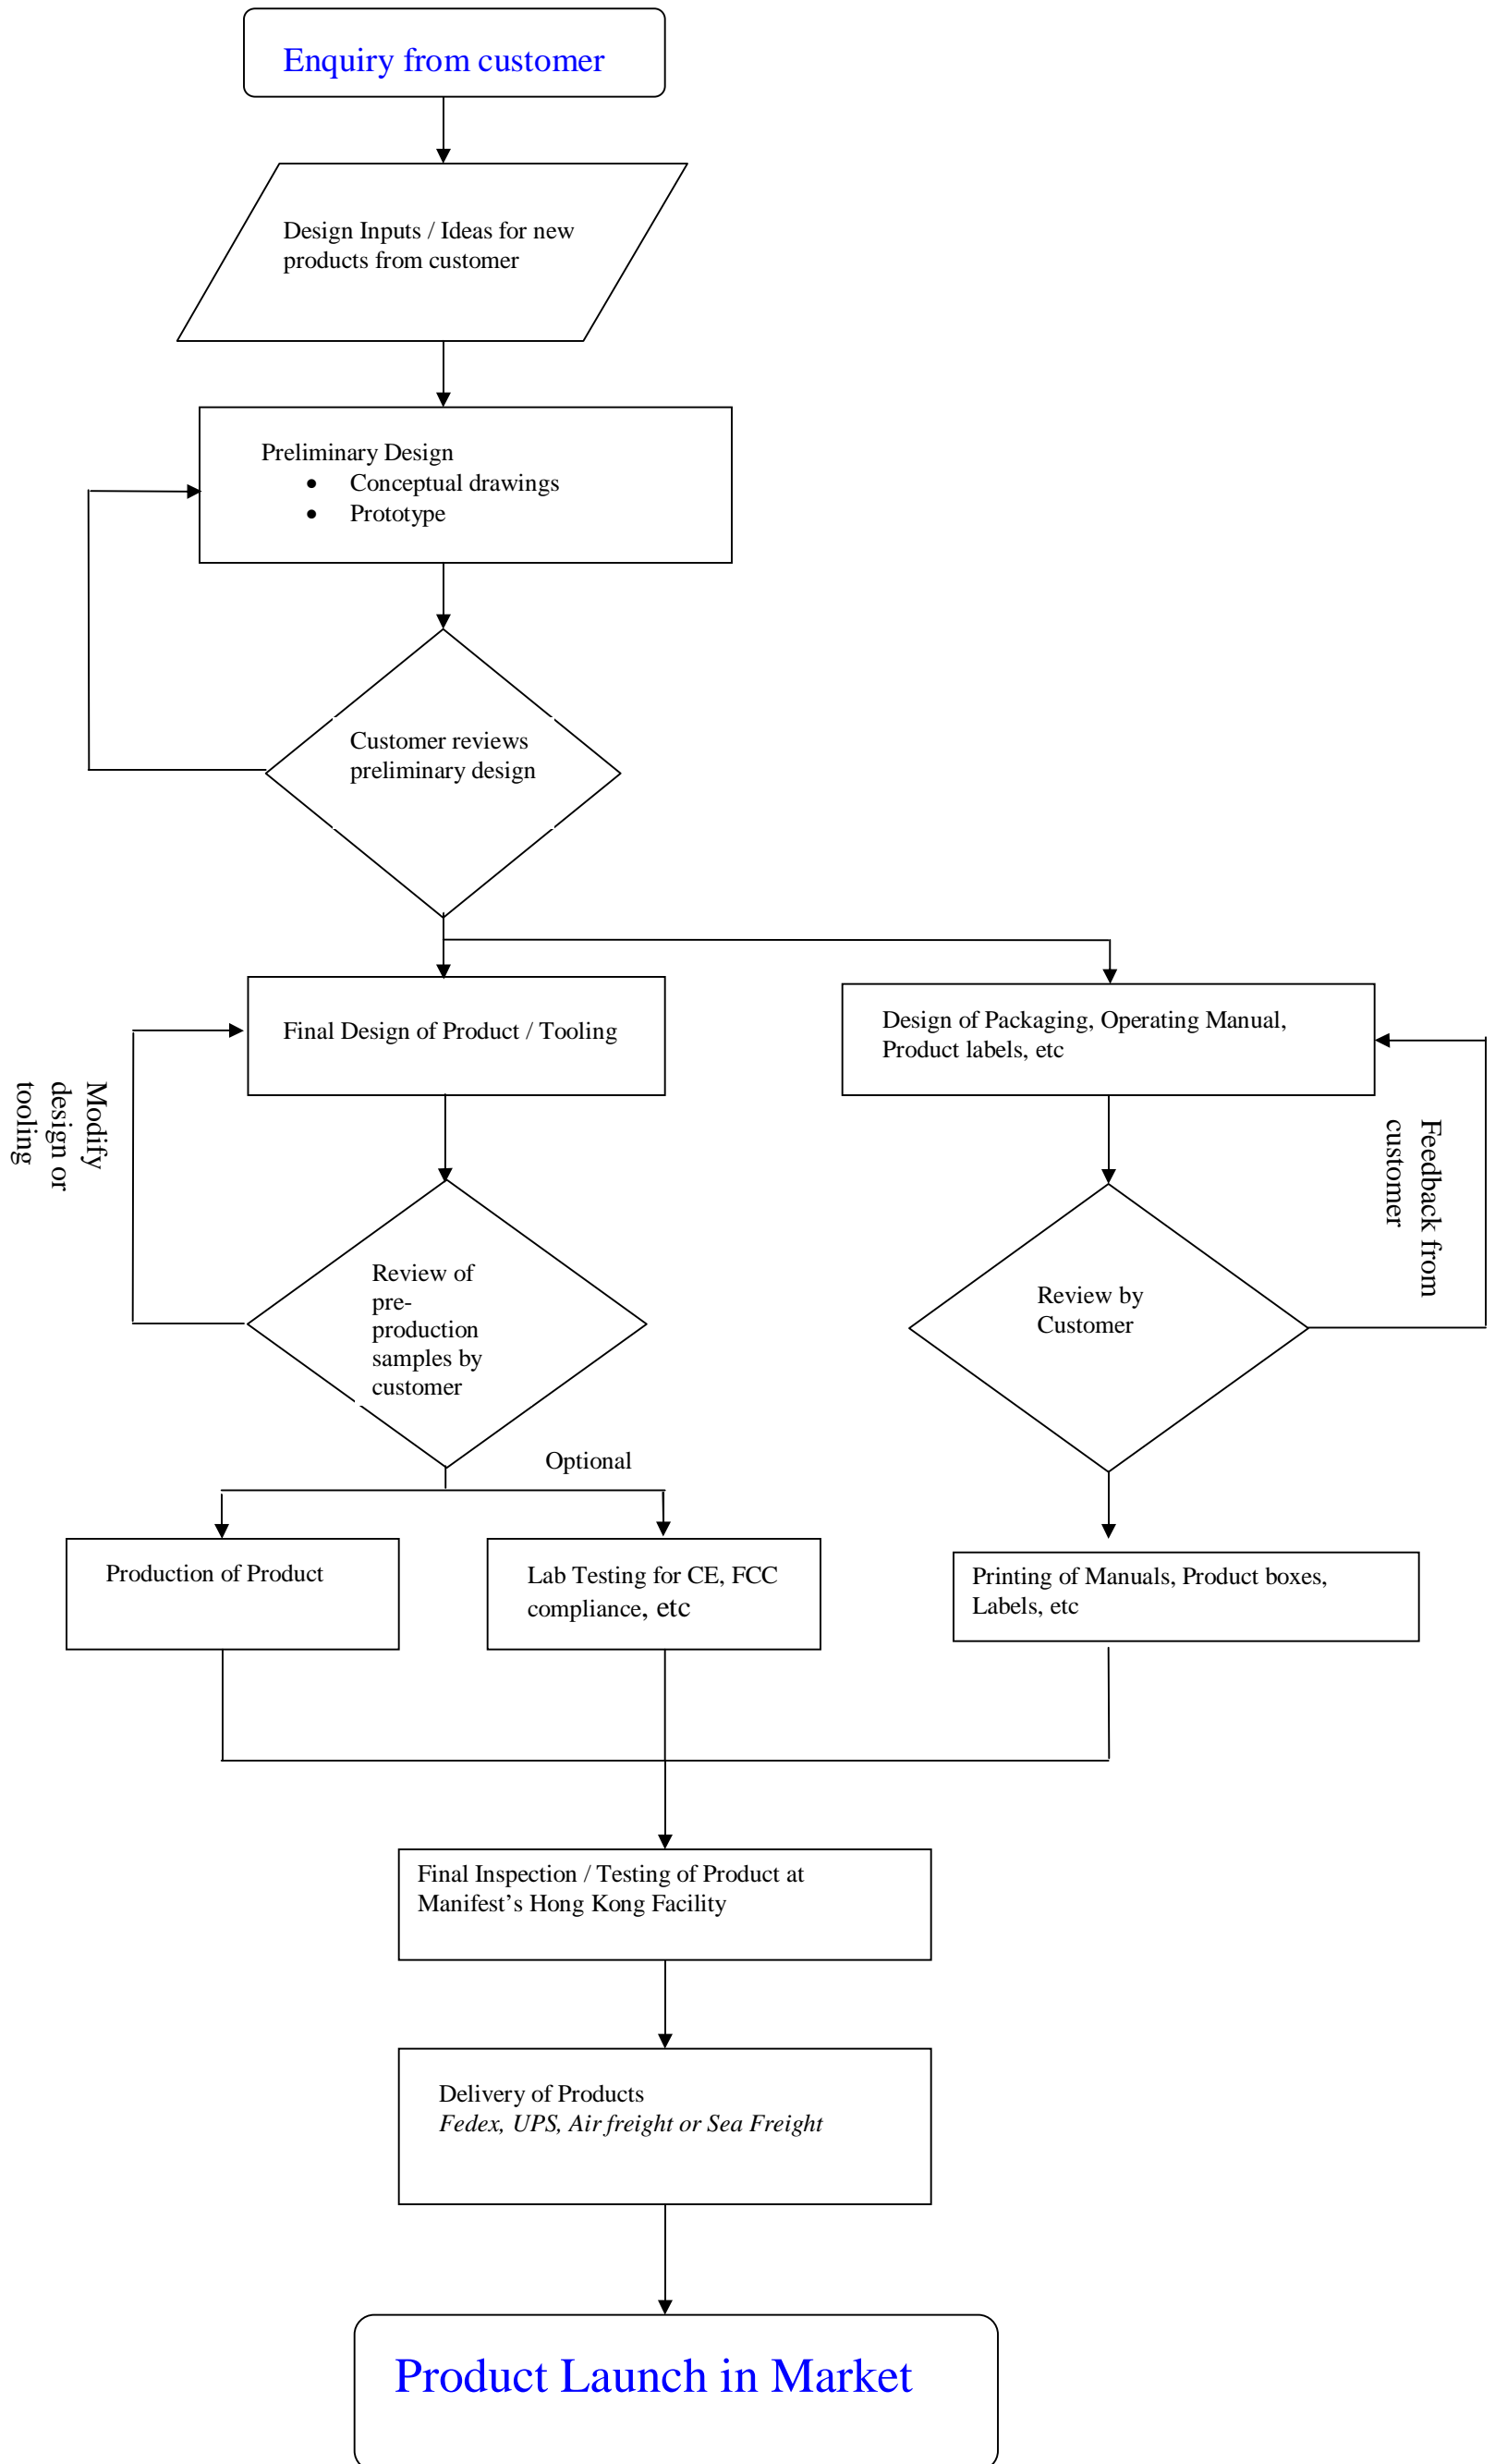 Enquiry from customer
Design Inputs / Ideas for new
products from customer
Preliminary Design
• Conceptual drawings
• Prototype
Customer reviews
preliminary design
Final Design of Product / Tooling
Design of Packaging, Operating Manual,
Product labels, etc
Modify
design or
tooling
Feedback from
customer
Review of
pre-
production
samples by
customer
Review by
Customer
Optional
Production of Product
Lab Testing for CE, FCC
compliance, etc
Printing of Manuals, Product boxes,
Labels, etc
Final Inspection / Testing of Product at
Manifest’s Hong Kong Facility
Delivery of Products
Fedex, UPS, Air freight or Sea Freight
Product Launch in Market